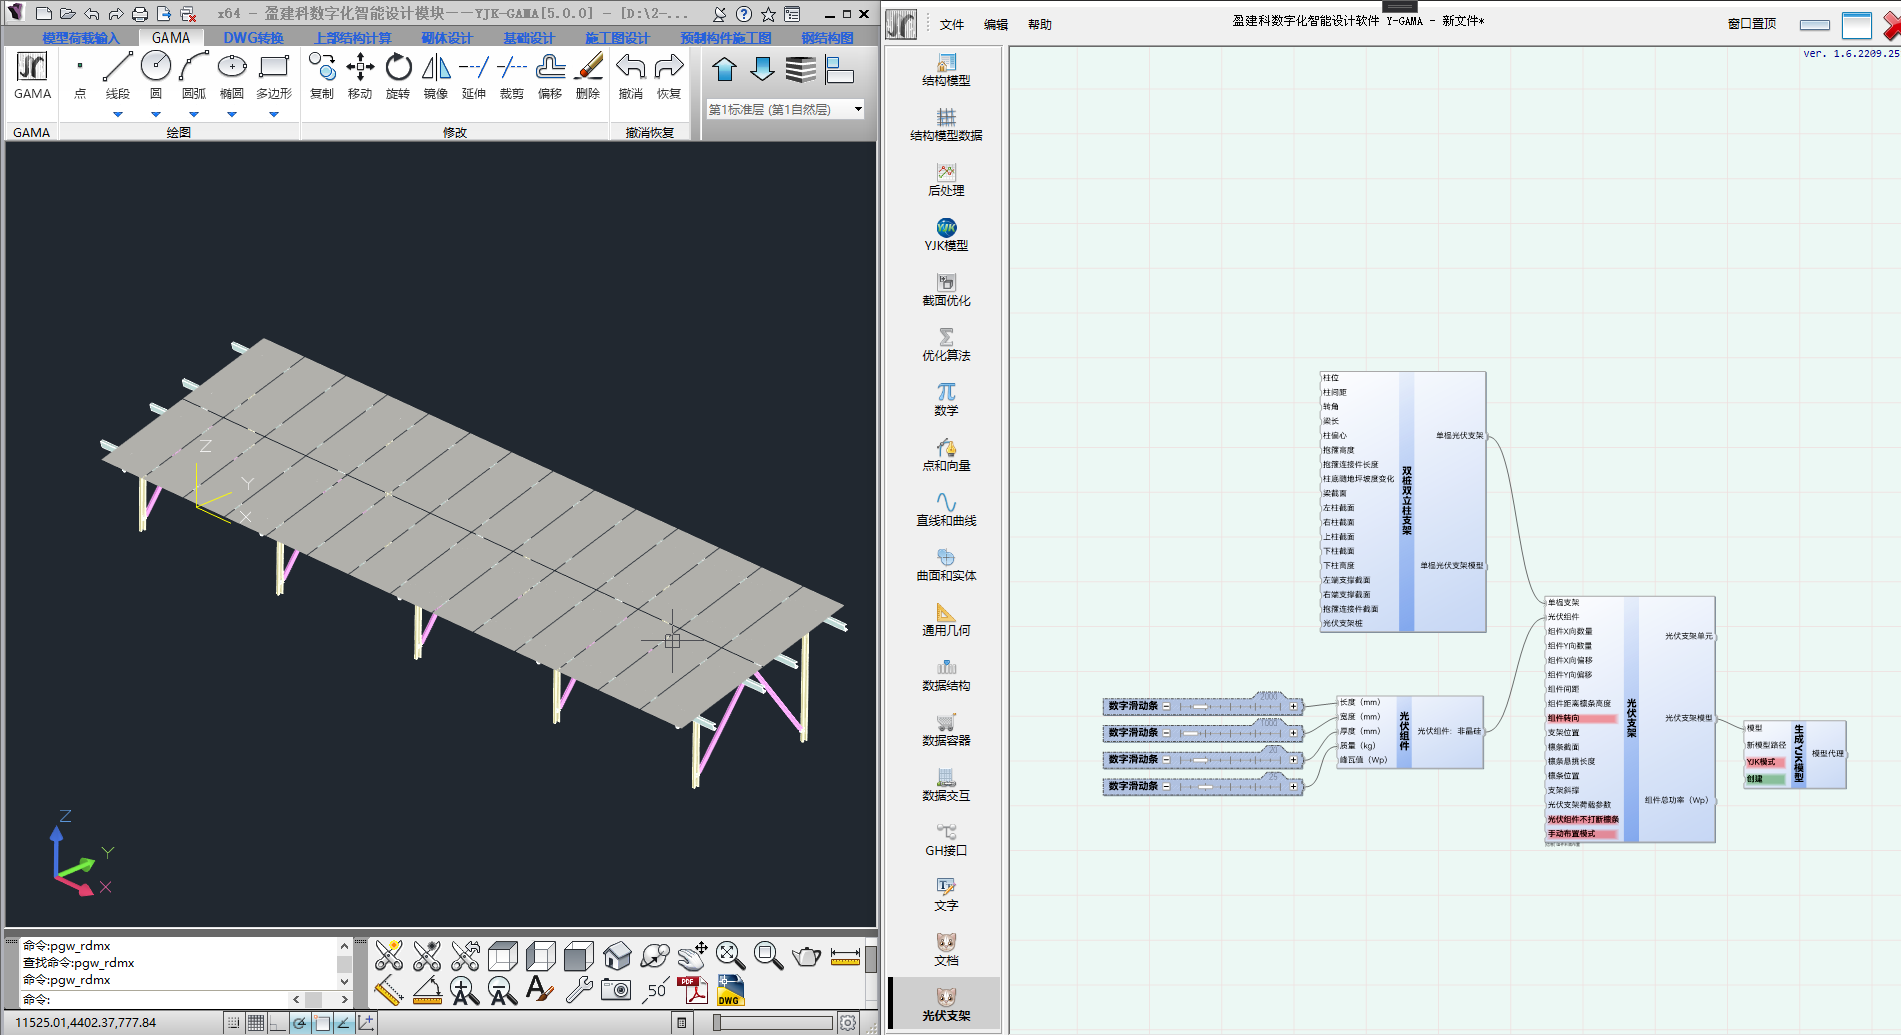 x64 - 盈建科数字化智能设计模块——YJK-GAMA[5.0.0] - [D:\2-...
模型荷载输入 GAMA DWG转换 上部结构计算 砌体设计 基础设计 施工图设计 预制构件施工图 钢结构图
GAMA 点 线段 圆 圆弧 椭圆 多边形 复制 移动 旋转 镜像 延伸 裁剪 偏移 删除 撤消 恢复
第1标准层 (第1自然层)
GAMA 绘图 修改 撤消恢复
Z
Y
X
Z
Y
X
命令:pgw_rdmx
查找命令:pgw_rdmx
命令:pgw_rdmx
命令:
50
PDF
DWG
11525.01,4402.37,777.84
文件 编辑 帮助
盈建科数字化智能设计软件 Y-GAMA - 新文件*
窗口置顶
ver. 1.6.2209.25
结构模型
结构模型数据
后处理
YJK
YJK模型
截面优化
优化算法
数学
点和向量
直线和曲线
曲面和实体
通用几何
数据结构
数据容器
数据交互
GH接口
文字
文档
光伏支架
柱位
柱间距
转角
梁长
柱偏心
抱箍高度
抱箍连接件长度
柱底随地坪坡度变化
梁截面
左柱截面
右柱截面
上柱截面
下柱截面
下柱高度
左端支撑截面
右端支撑截面
抱箍连接件截面
光伏支架桩
双桩双立柱支架
单榀光伏支架
单榀光伏支架模型
数字滑动条 2000
数字滑动条 1000
数字滑动条 20
数字滑动条 25
长度（mm）
宽度（mm）
厚度（mm）
质量（kg）
峰瓦值（Wp）
光伏组件
光伏组件: 非晶硅
单榀支架
光伏组件
组件X向数量
组件Y向数量
组件X向偏移
组件Y向偏移
组件间距
组件距离檩条高度
组件转向
支架位置
檩条截面
檩条悬挑长度
檩条位置
支架斜撑
光伏支架荷载参数
光伏组件不打断檩条
手动布置模式
光伏支架
光伏支架单元
光伏支架模型
组件总功率（Wp）
模型
新模型路径
YJK模式
创建
生成YJK模型
模型代理